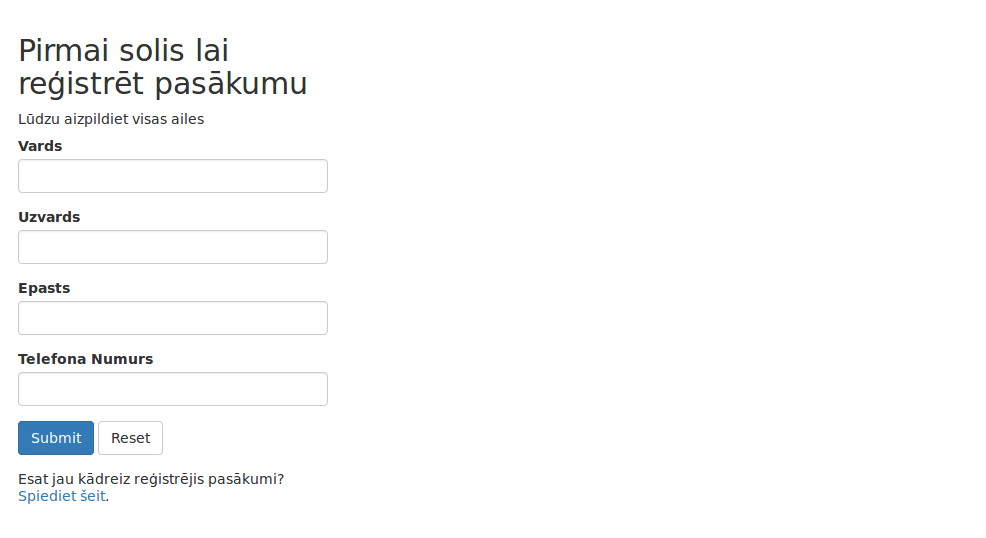 Pirmai solis lai
reģistrēt pasākumu
Lūdzu aizpildiet visas ailes
Vards
Uzvards
Epasts
Telefona Numurs
Submit Reset
Esat jau kādreiz reģistrējis pasākumi?
Spiediet šeit.